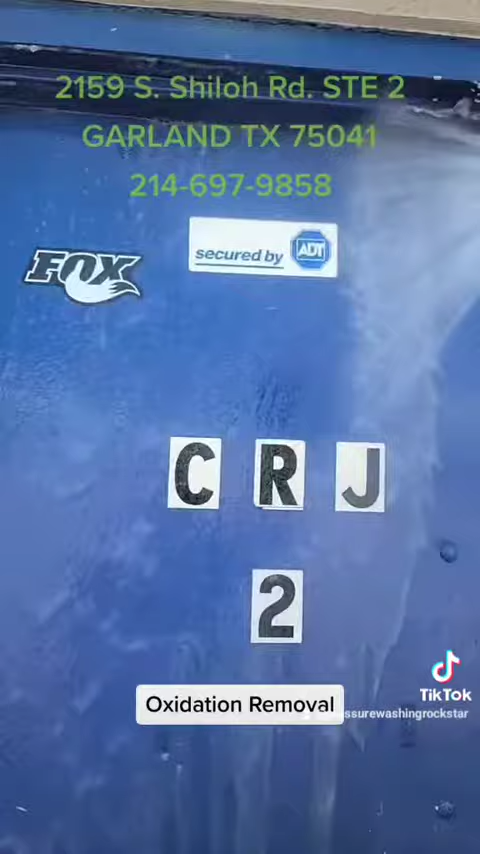 2159 S. Shiloh Rd. STE 2
GARLAND TX 75041
214-697-9858
FOX
secured by ADT
C R J
2
Oxidation Removal
TikTok
ssurewashingrockstar